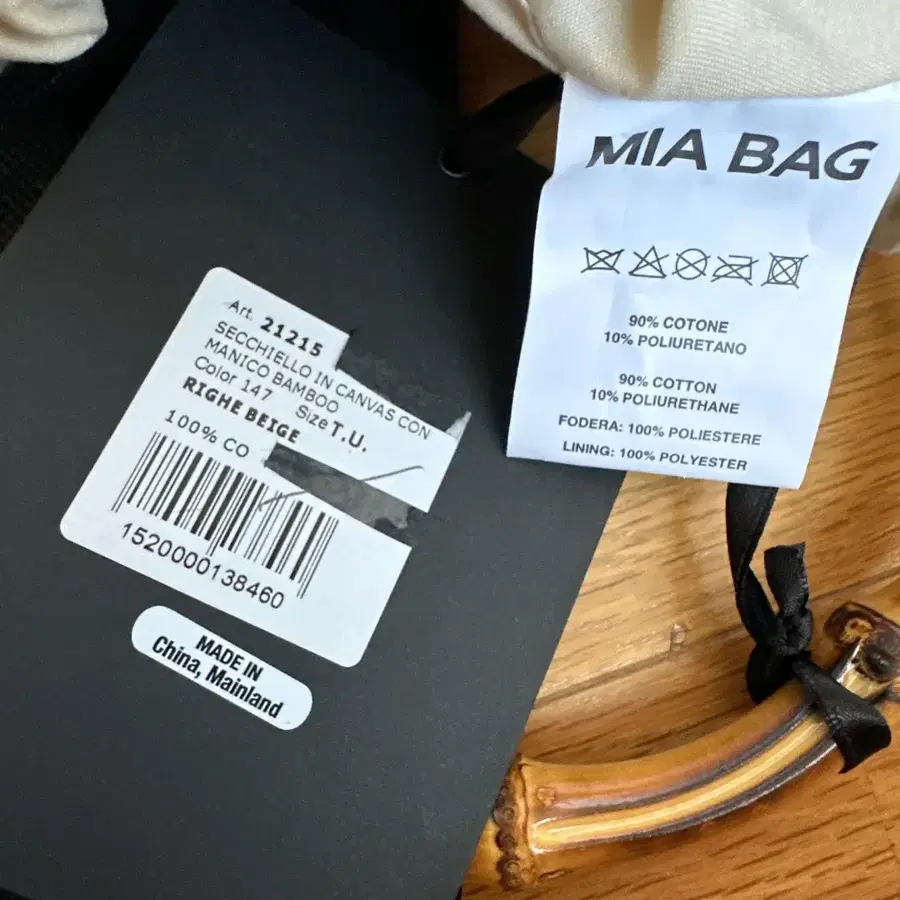 Art. 21215
SECCHIELLO IN CANVAS CON
MANICO BAMBOO
Color 147 Size T.U.
RIGHE BEIGE
100% CO
1520000138460
MADE IN
China, Mainland
MIA BAG
90% COTONE
10% POLIURETANO
90% COTTON
10% POLIURETHANE
FODERA: 100% POLIESTERE
LINING: 100% POLYESTER